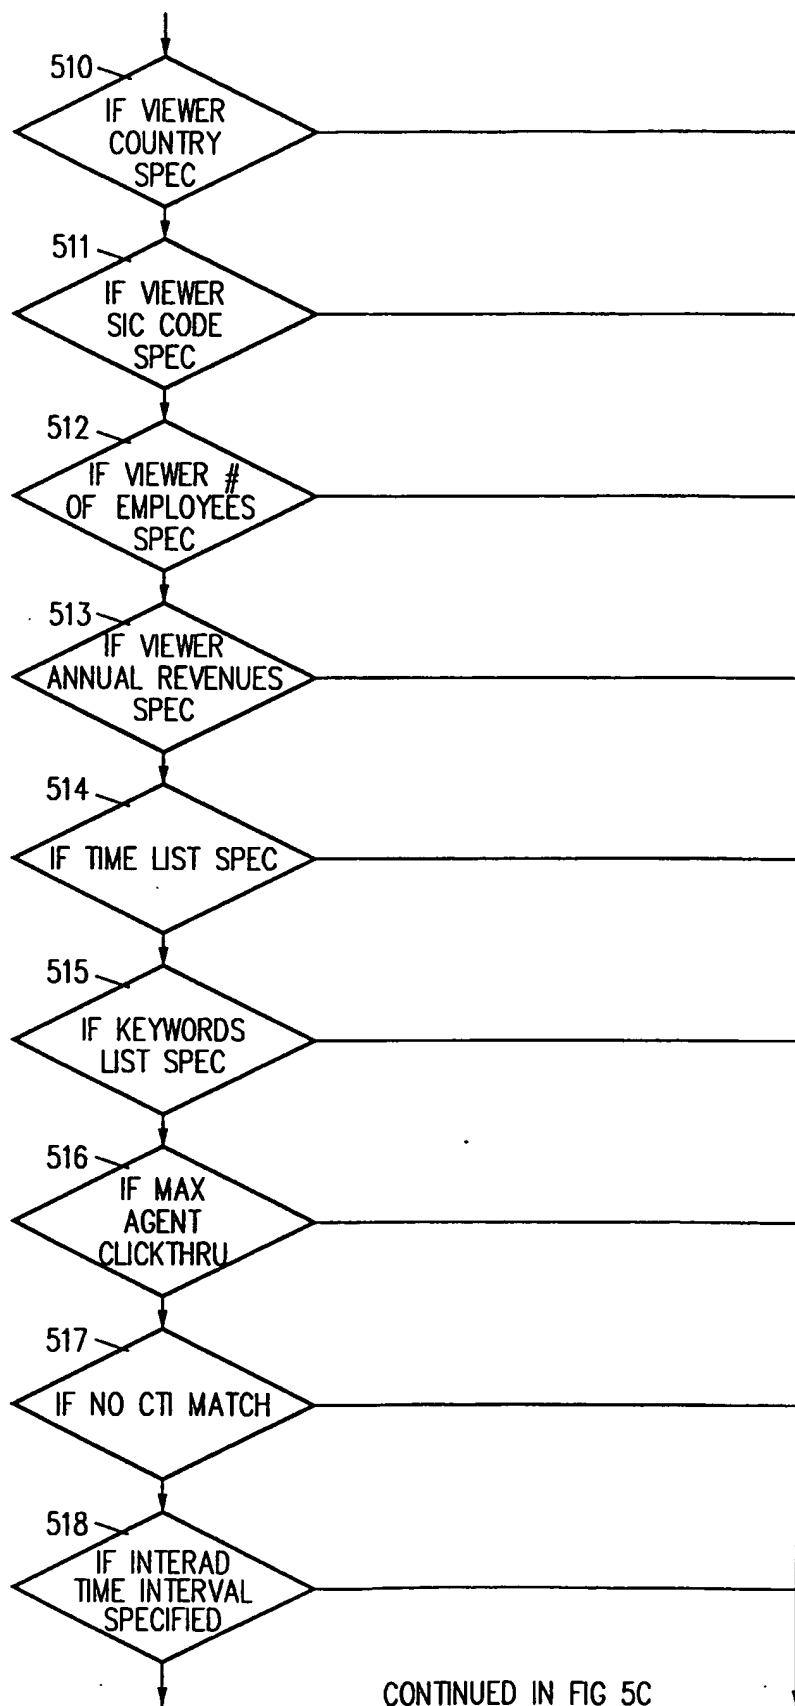 510
IF VIEWER
COUNTRY
SPEC
511
IF VIEWER
SIC CODE
SPEC
512
IF VIEWER #
OF EMPLOYEES
SPEC
513
IF VIEWER
ANNUAL REVENUES
SPEC
514
IF TIME LIST SPEC
515
IF KEYWORDS
LIST SPEC
516
IF MAX
AGENT
CLICKTHRU
517
IF NO CTI MATCH
518
IF INTERAD
TIME INTERVAL
SPECIFIED
CONTINUED IN FIG 5C